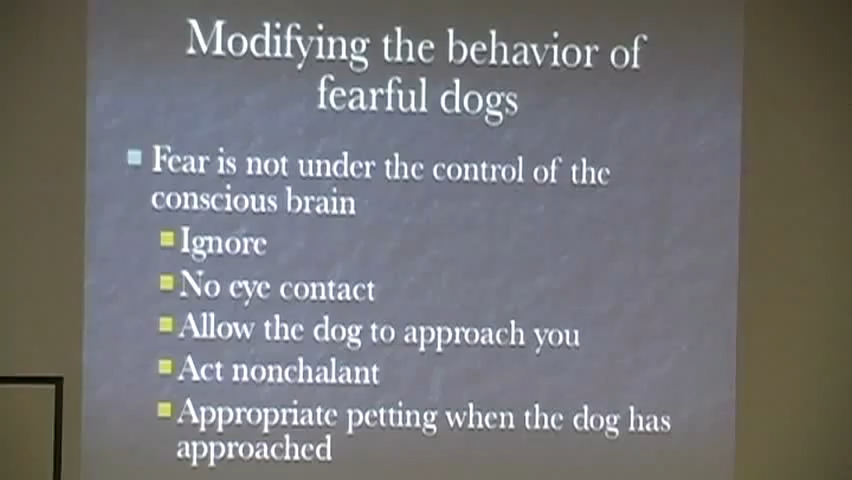 Modifying the behavior of
fearful dogs
Fear is not under the control of the
conscious brain
Ignore
No eye contact
Allow the dog to approach you
Act nonchalant
Appropriate petting when the dog has
approached